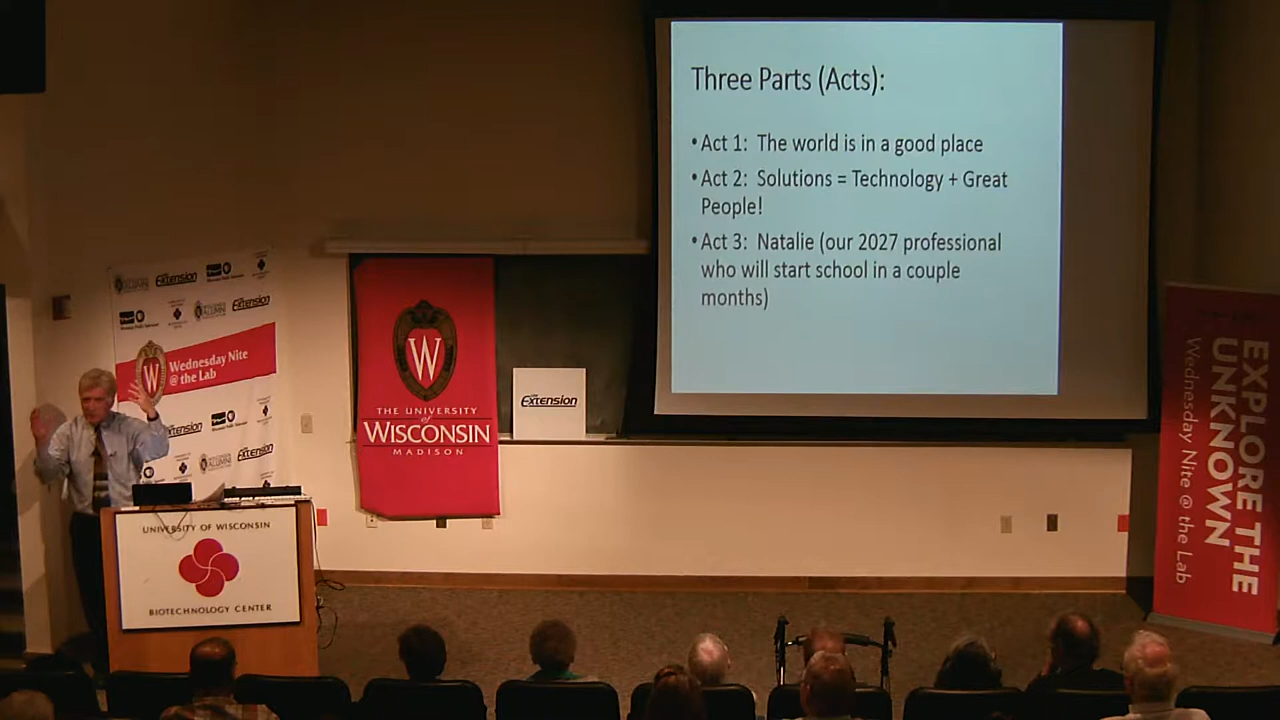 Three Parts (Acts):
•Act 1: The world is in a good place
•Act 2: Solutions = Technology + Great
People!
•Act 3: Natalie (our 2027 professional
who will start school in a couple
months)
Extension
Extension
Wednesday Nite
@ the Lab
W
Extension
Extension
W
THE UNIVERSITY
of
WISCONSIN
MADISON
Extension
UNIVERSITY OF WISCONSIN
BIOTECHNOLOGY CENTER
EXPLORE THE
UNKNOWN
Wednesday Nite @ the Lab